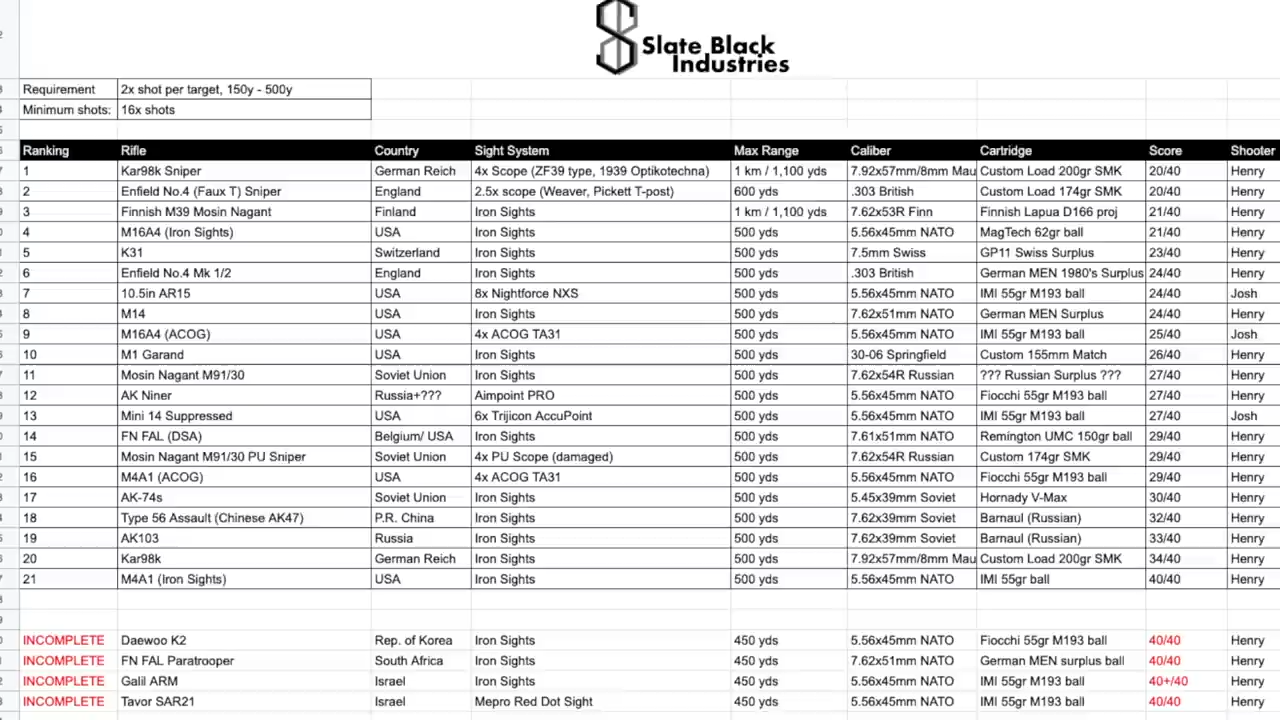 Slate Black
Industries
Requirement 2x shot per target, 150y - 500y
Minimum shots: 16x shots
Ranking Rifle Country Sight System Max Range Caliber Cartridge Score Shooter
1 Kar98k Sniper German Reich 4x Scope (ZF39 type, 1939 Optikotechna) 1 km / 1,100 yds 7.92x57mm/8mm Mau Custom Load 200gr SMK 20/40 Henry
2 Enfield No.4 (Faux T) Sniper England 2.5x scope (Weaver, Pickett T-post) 600 yds .303 British Custom Load 174gr SMK 20/40 Henry
3 Finnish M39 Mosin Nagant Finland Iron Sights 1 km / 1,100 yds 7.62x53R Finn Finnish Lapua D166 proj 21/40 Henry
4 M16A4 (Iron Sights) USA Iron Sights 500 yds 5.56x45mm NATO MagTech 62gr ball 21/40 Henry
5 K31 Switzerland Iron Sights 500 yds 7.5mm Swiss GP11 Swiss Surplus 23/40 Henry
6 Enfield No.4 Mk 1/2 England Iron Sights 500 yds .303 British German MEN 1980's Surplus 24/40 Henry
7 10.5in AR15 USA 8x Nightforce NXS 500 yds 5.56x45mm NATO IMI 55gr M193 ball 24/40 Josh
8 M14 USA Iron Sights 500 yds 7.62x51mm NATO German MEN Surplus 24/40 Henry
9 M16A4 (ACOG) USA 4x ACOG TA31 500 yds 5.56x45mm NATO IMI 55gr M193 ball 25/40 Josh
10 M1 Garand USA Iron Sights 500 yds 30-06 Springfield Custom 155mm Match 26/40 Henry
11 Mosin Nagant M91/30 Soviet Union Iron Sights 500 yds 7.62x54R Russian ??? Russian Surplus ??? 27/40 Henry
12 AK Niner Russia+??? Aimpoint PRO 500 yds 5.56x45mm NATO Fiocchi 55gr M193 ball 27/40 Henry
13 Mini 14 Suppressed USA 6x Trijicon AccuPoint 500 yds 5.56x45mm NATO IMI 55gr M193 ball 27/40 Josh
14 FN FAL (DSA) Belgium/ USA Iron Sights 500 yds 7.61x51mm NATO Remington UMC 150gr ball 29/40 Henry
15 Mosin Nagant M91/30 PU Sniper Soviet Union 4x PU Scope (damaged) 500 yds 7.62x54R Russian Custom 174gr SMK 29/40 Henry
16 M4A1 (ACOG) USA 4x ACOG TA31 500 yds 5.56x45mm NATO Fiocchi 55gr M193 ball 29/40 Henry
17 AK-74s Soviet Union Iron Sights 500 yds 5.45x39mm Soviet Hornady V-Max 30/40 Henry
18 Type 56 Assault (Chinese AK47) P.R. China Iron Sights 500 yds 7.62x39mm Soviet Barnaul (Russian) 32/40 Henry
19 AK103 Russia Iron Sights 500 yds 7.62x39mm Soviet Barnaul (Russian) 33/40 Henry
20 Kar98k German Reich Iron Sights 500 yds 7.92x57mm/8mm Mau Custom Load 200gr SMK 34/40 Henry
21 M4A1 (Iron Sights) USA Iron Sights 500 yds 5.56x45mm NATO IMI 55gr ball 40/40 Henry
INCOMPLETE Daewoo K2 Rep. of Korea Iron Sights 450 yds 5.56x45mm NATO Fiocchi 55gr M193 ball 40/40 Henry
INCOMPLETE FN FAL Paratrooper South Africa Iron Sights 450 yds 7.62x51mm NATO German MEN surplus ball 40/40 Henry
INCOMPLETE Galil ARM Israel Iron Sights 450 yds 5.56x45mm NATO IMI 55gr M193 ball 40+/40 Henry
INCOMPLETE Tavor SAR21 Israel Mepro Red Dot Sight 450 yds 5.56x45mm NATO IMI 55gr M193 ball 40/40 Henry